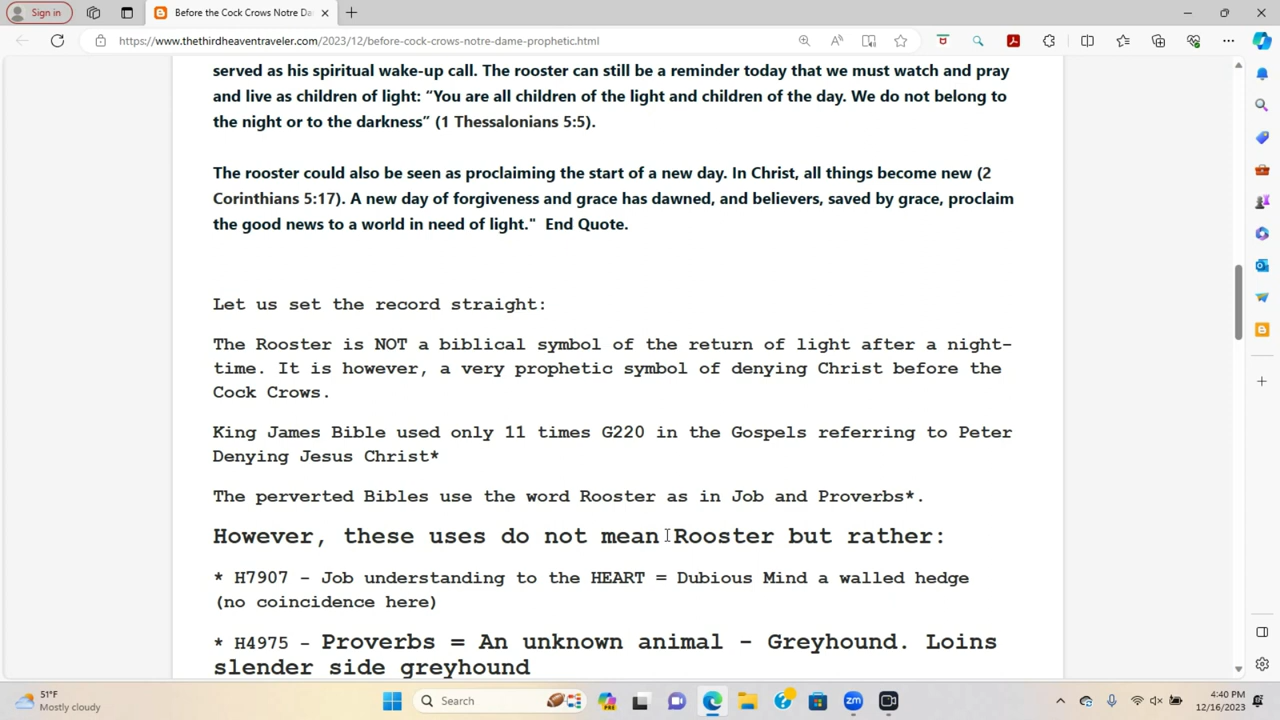 Sign in
Before the Cock Crows Notre Da
https://www.thethirdheaventraveler.com/2023/12/before-cock-crows-notre-dame-prophetic.html
served as his spiritual wake-up call. The rooster can still be a reminder today that we must watch and pray
and live as children of light: “You are all children of the light and children of the day. We do not belong to
the night or to the darkness” (1 Thessalonians 5:5).
The rooster could also be seen as proclaiming the start of a new day. In Christ, all things become new (2
Corinthians 5:17). A new day of forgiveness and grace has dawned, and believers, saved by grace, proclaim
the good news to a world in need of light." End Quote.
Let us set the record straight:
The Rooster is NOT a biblical symbol of the return of light after a night-
time. It is however, a very prophetic symbol of denying Christ before the
Cock Crows.
King James Bible used only 11 times G220 in the Gospels referring to Peter
Denying Jesus Christ*
The perverted Bibles use the word Rooster as in Job and Proverbs*.
However, these uses do not mean Rooster but rather:
* H7907 - Job understanding to the HEART = Dubious Mind a walled hedge
(no coincidence here)
* H4975 - Proverbs = An unknown animal - Greyhound. Loins
slender side greyhound
51°F
Mostly cloudy
Search
PRE
zm
4:40 PM
12/16/2023